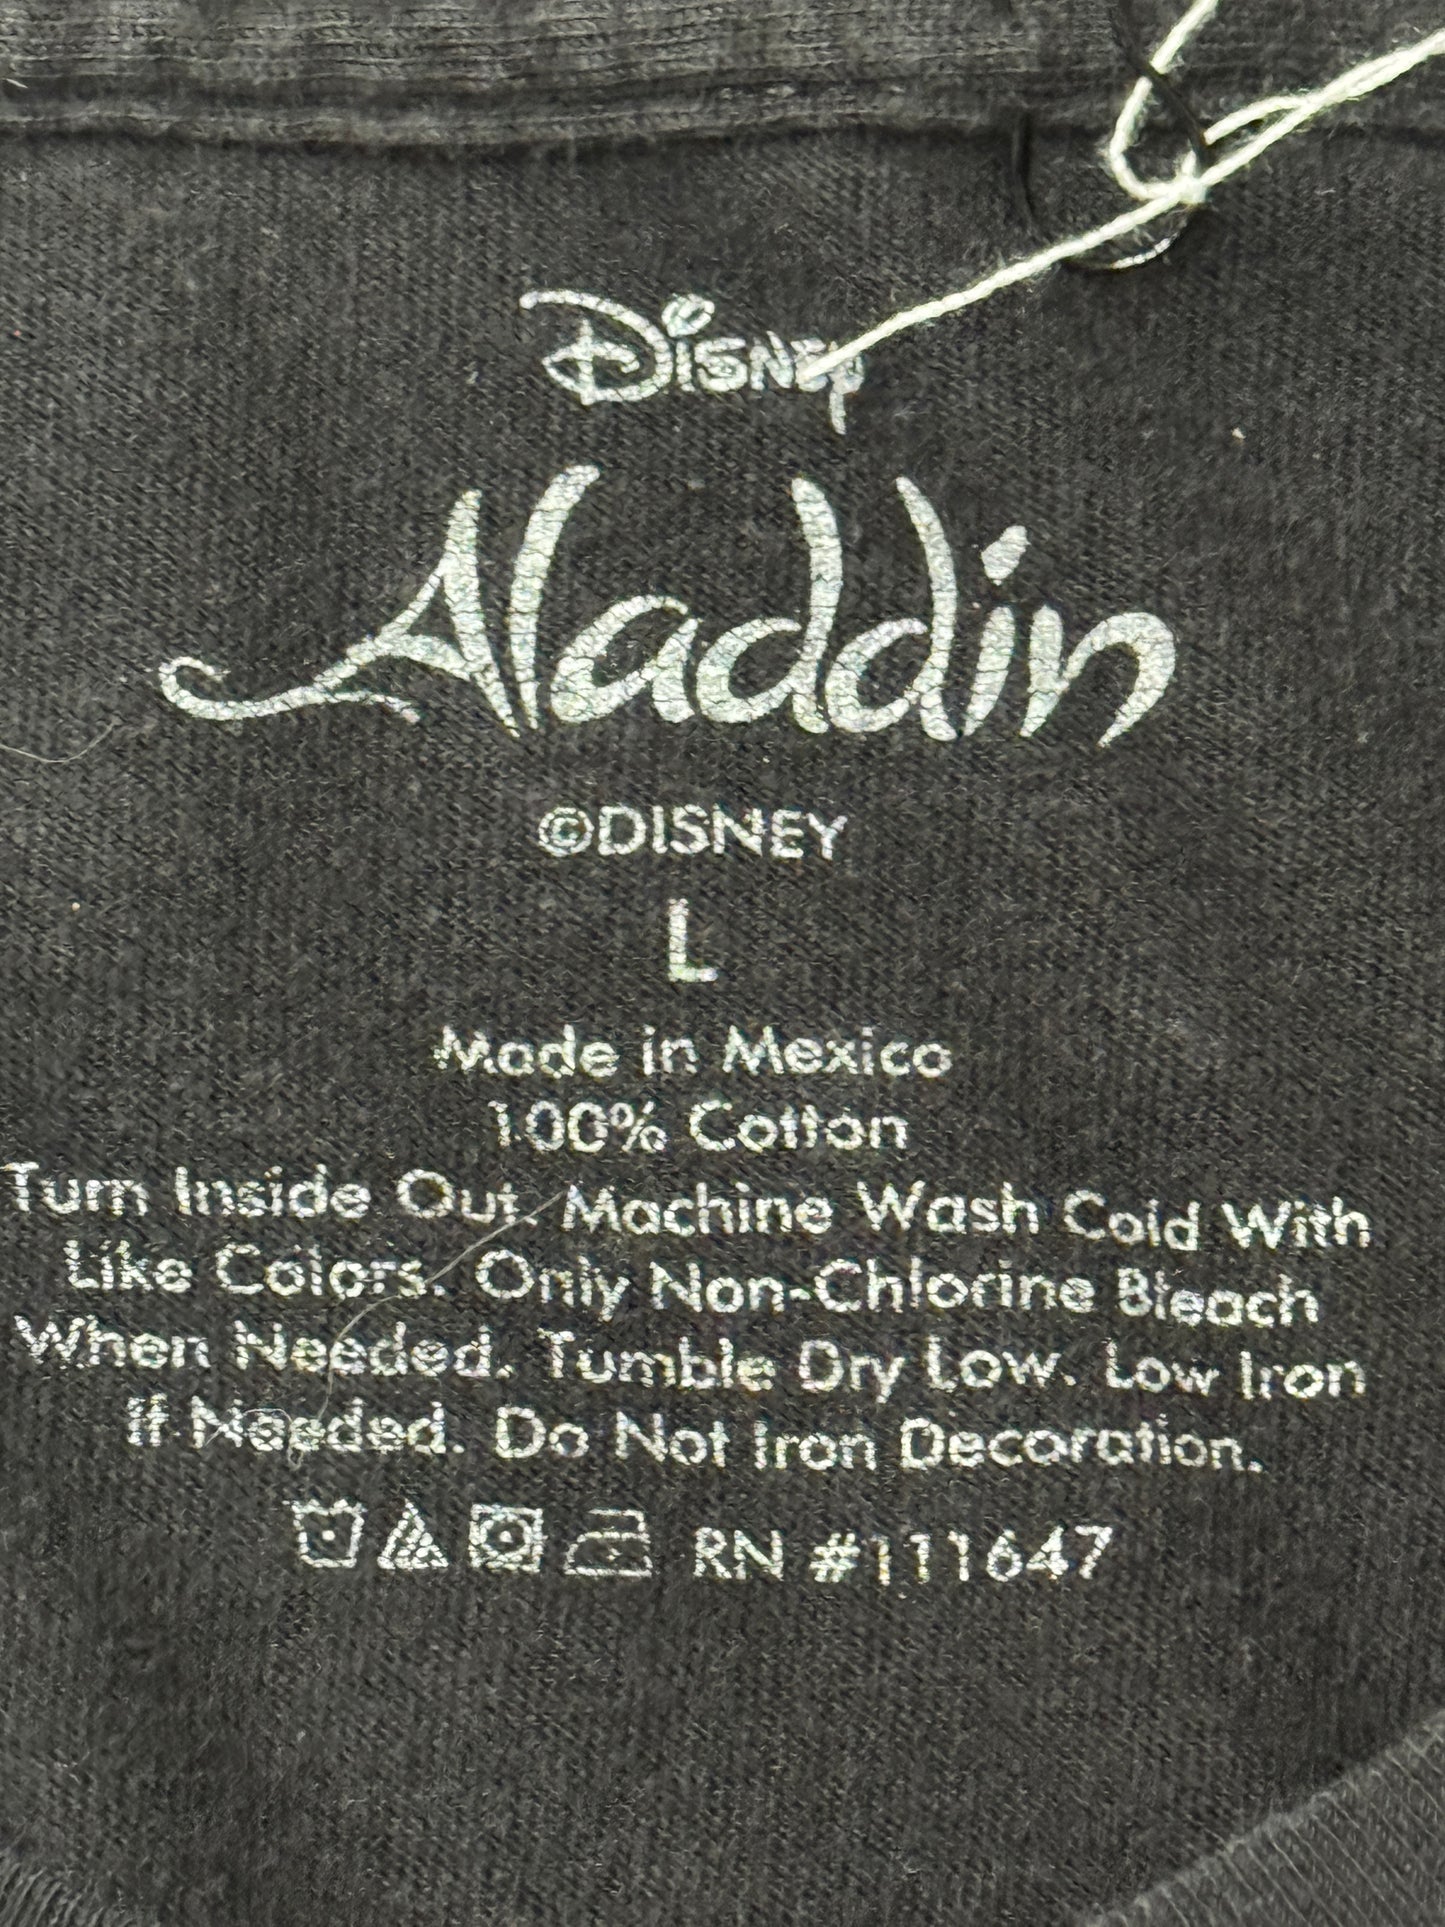 Disney
Aladdin
©DISNEY
L
Made in Mexico
100% Cotton
Turn Inside Out. Machine Wash Cold With
Like Colors. Only Non-Chlorine Bleach
When Needed. Tumble Dry Low. Low Iron
If Needed. Do Not Iron Decoration.
RN #111647